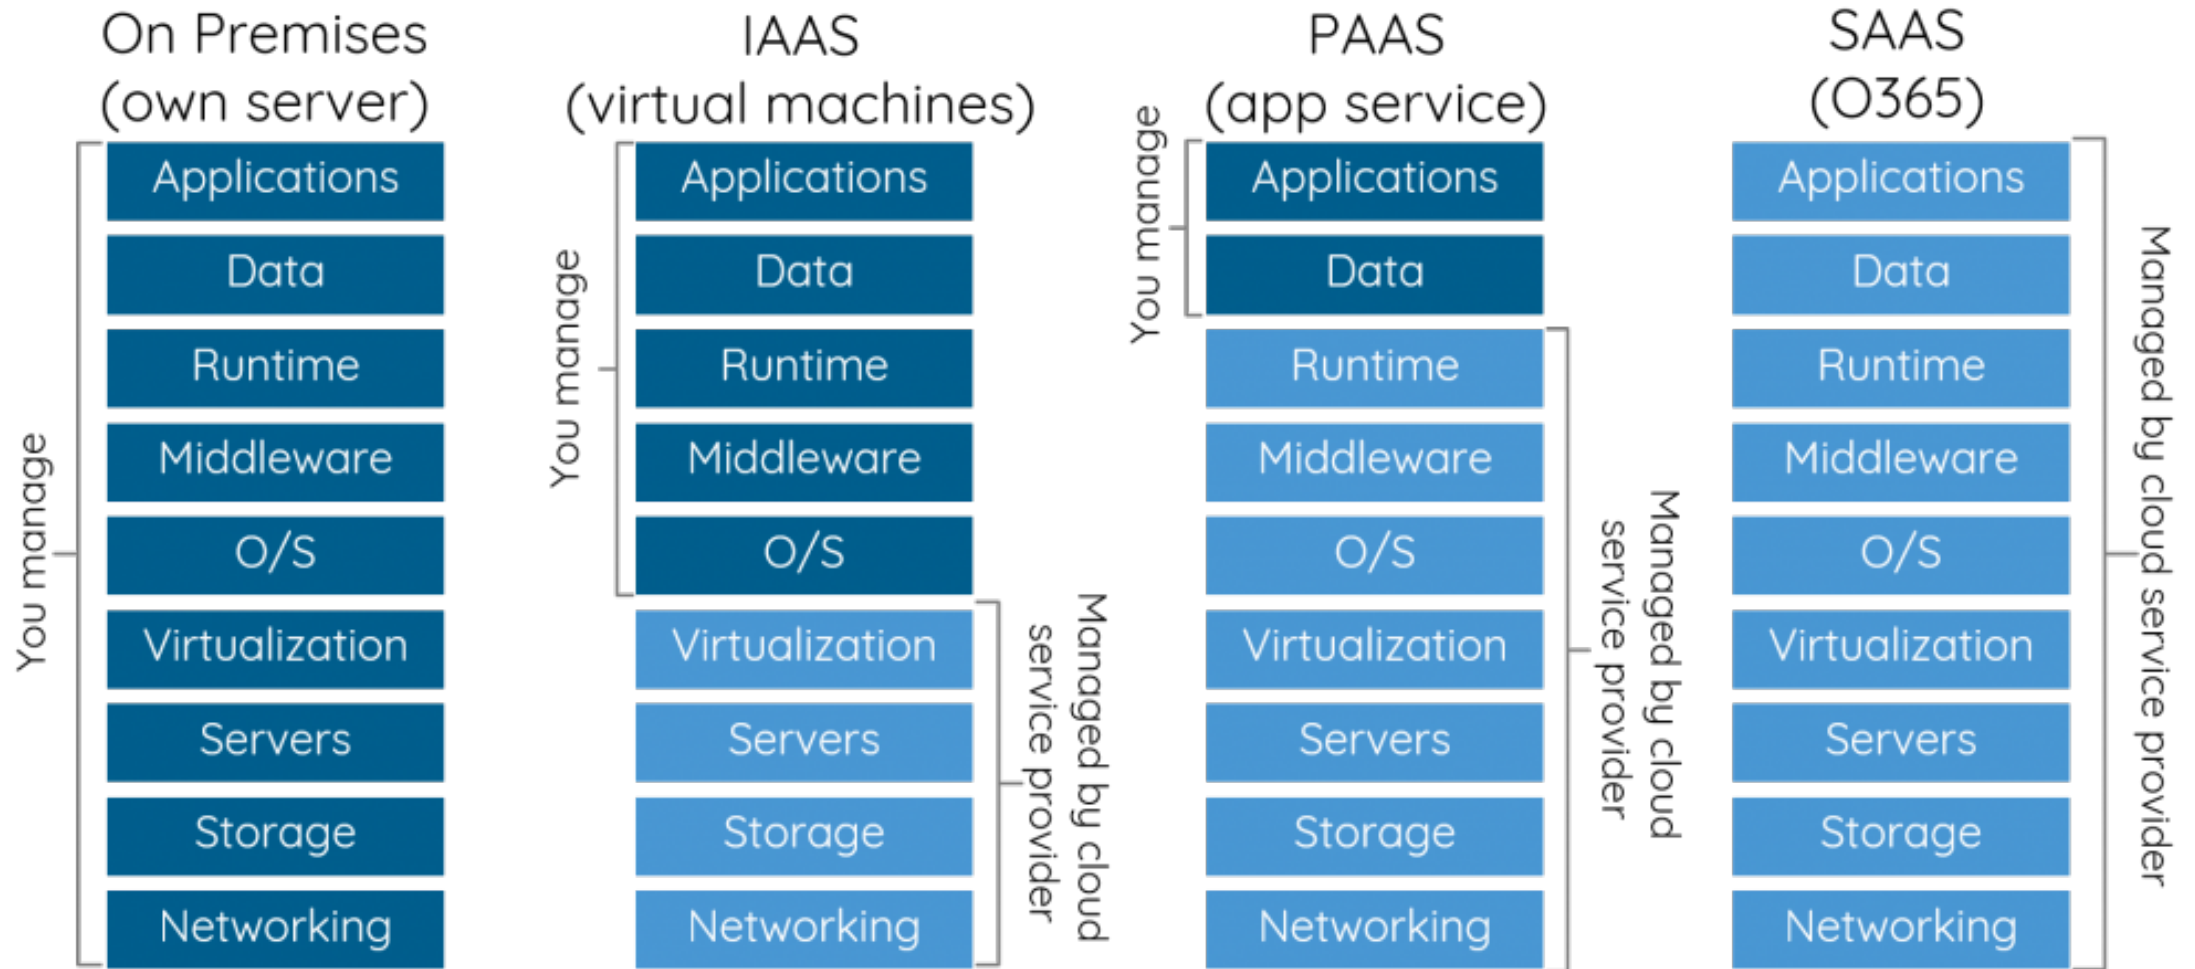 On Premises
(own server)
You manage
Applications
Data
Runtime
Middleware
O/S
Virtualization
Servers
Storage
Networking
IAAS
(virtual machines)
You manage
Applications
Data
Runtime
Middleware
O/S
Virtualization
Servers
Storage
Networking
Managed by cloud
service provider
PAAS
(app service)
You manage
Applications
Data
Runtime
Middleware
O/S
Virtualization
Servers
Storage
Networking
Managed by cloud
service provider
SAAS
(O365)
Applications
Data
Runtime
Middleware
O/S
Virtualization
Servers
Storage
Networking
Managed by cloud service provider